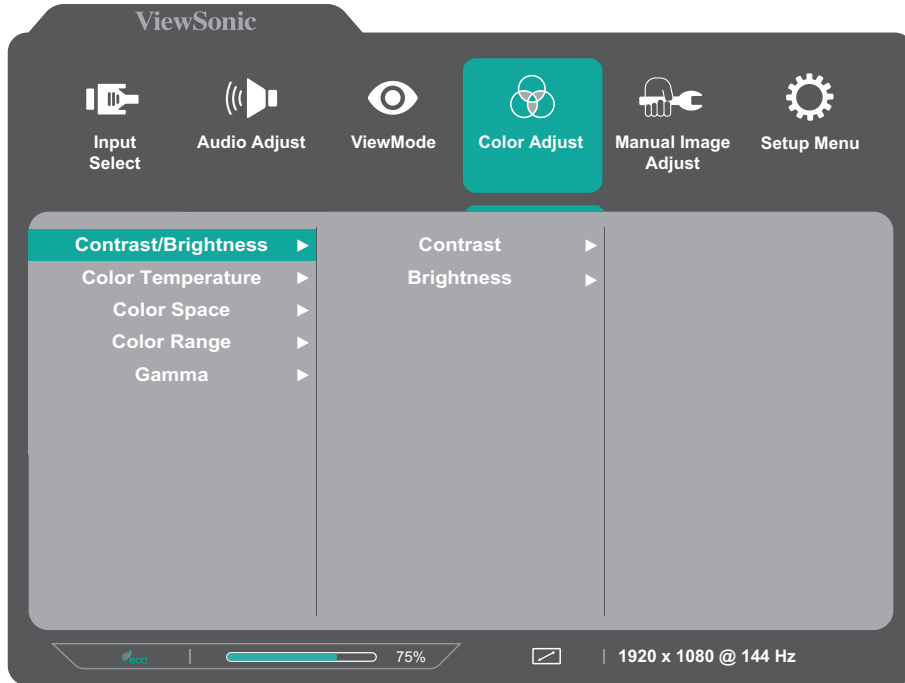 ViewSonic
Input Select
Audio Adjust
ViewMode
Color Adjust
Manual Image Adjust
Setup Menu
Contrast/Brightness
Contrast
Color Temperature
Brightness
Color Space
Color Range
Gamma
eco
75%
1920 x 1080 @ 144 Hz